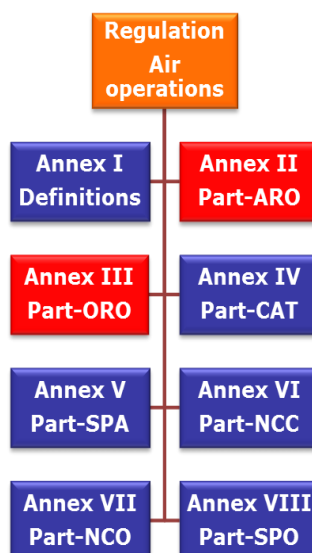 Regulation
Air
operations
Annex I
Definitions
Annex II
Part-ARO
Annex III
Part-ORO
Annex IV
Part-CAT
Annex V
Part-SPA
Annex VI
Part-NCC
Annex VII
Part-NCO
Annex VIII
Part-SPO